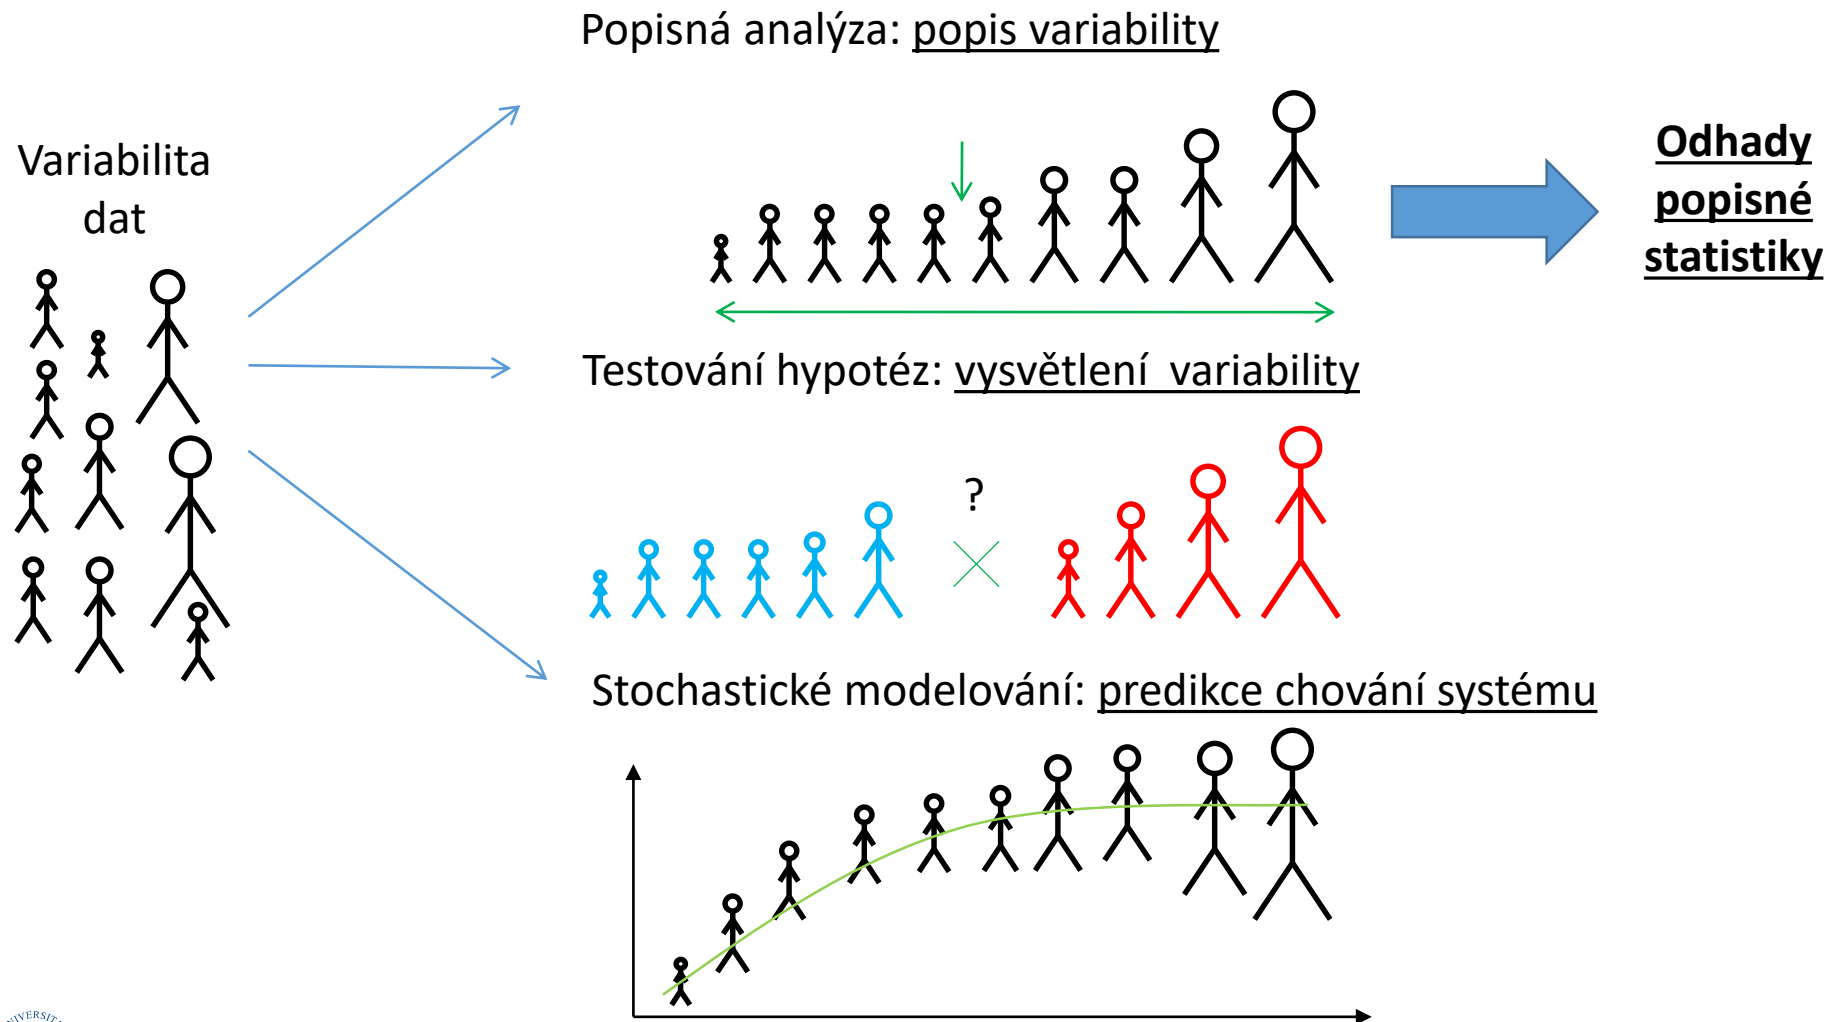 Popisná analýza: popis variability
Variabilita
dat
Odhady
popisné
statistiky
Testování hypotéz: vysvětlení  variability
?
Stochastické modelování: predikce chování systému